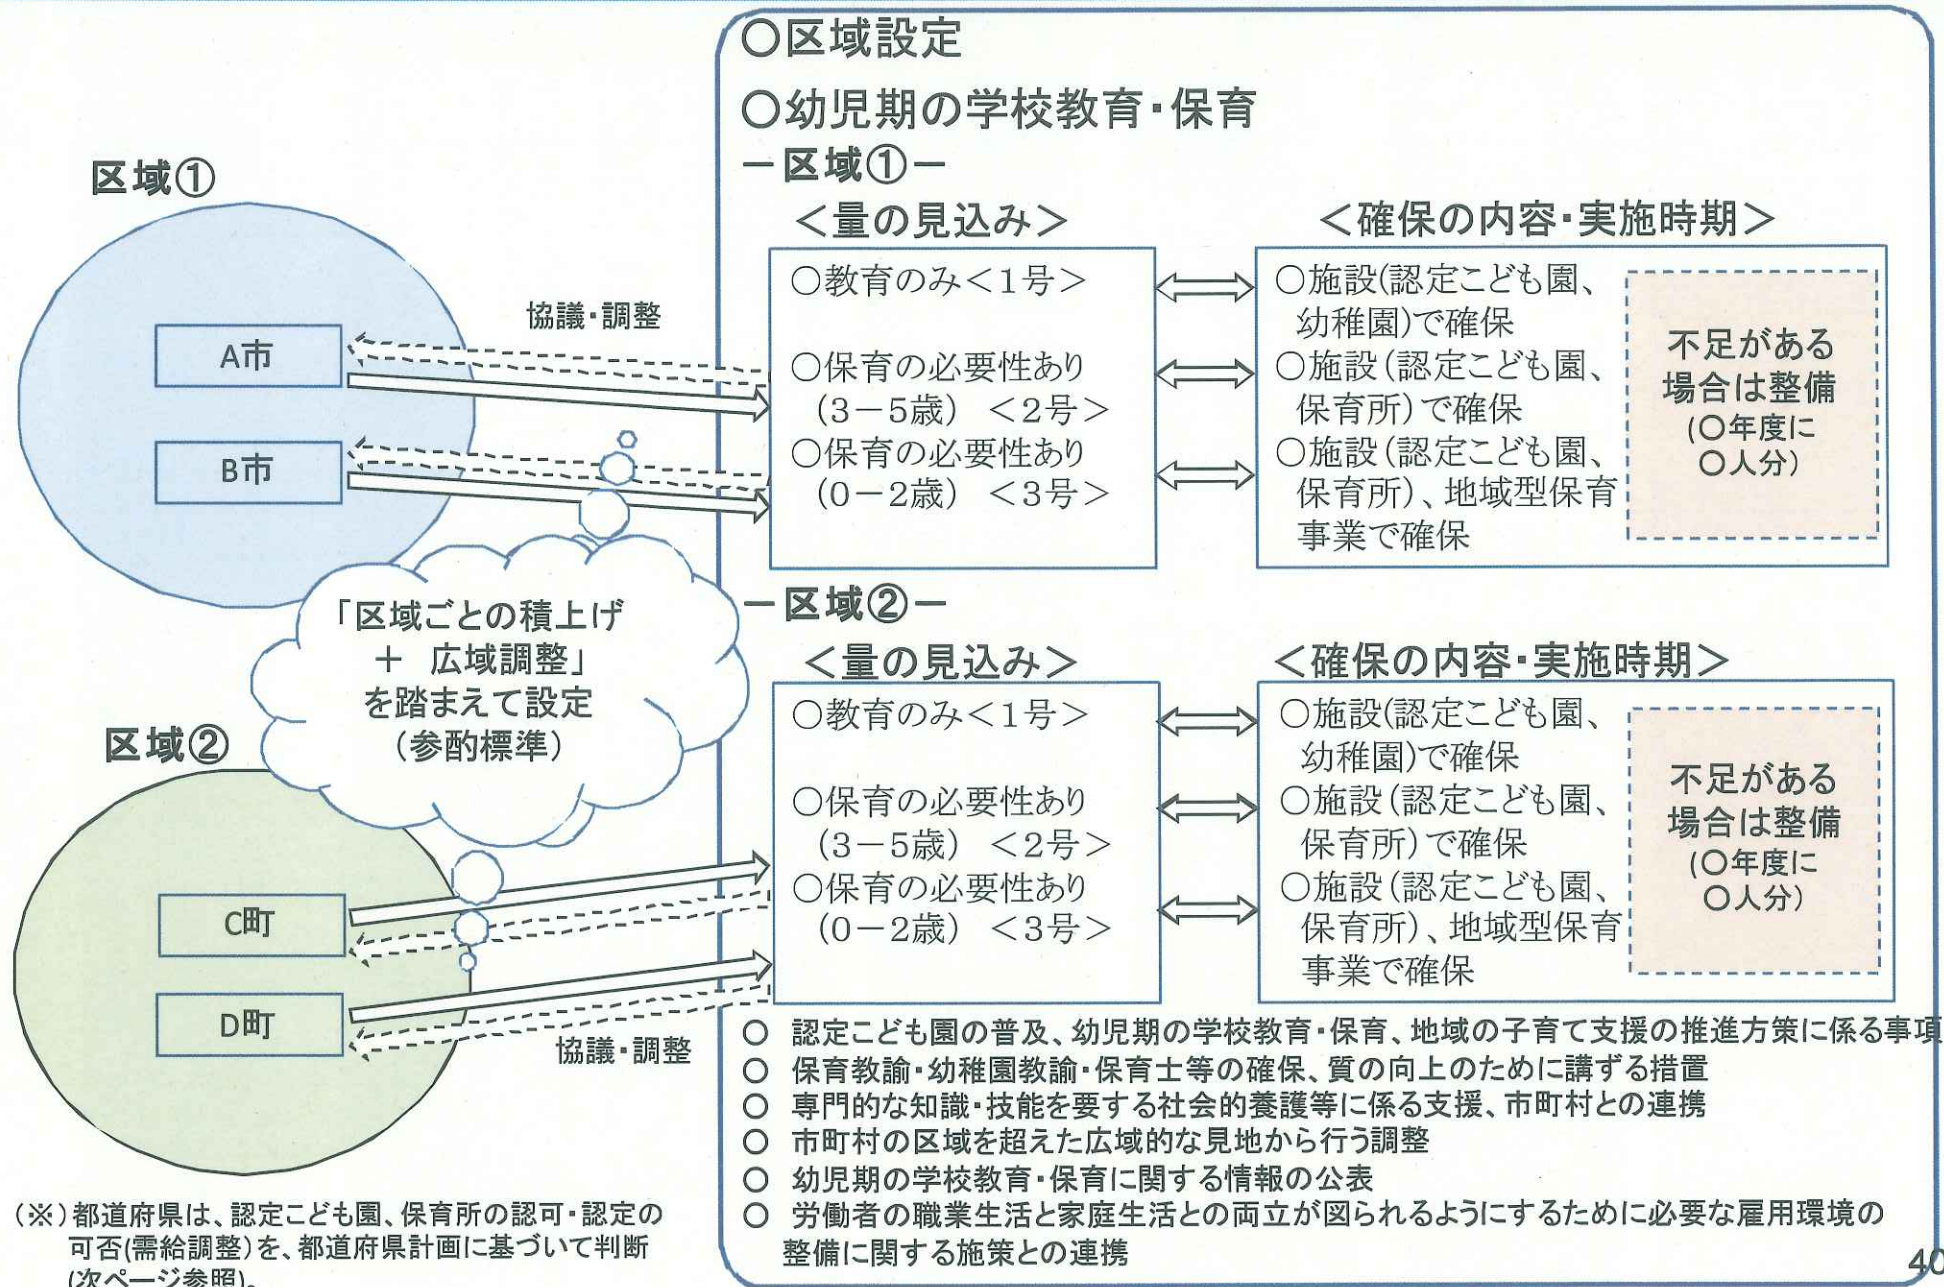 区域①
A市
B市
協議・調整
「区域ごとの積上げ
＋ 広域調整」
を踏まえて設定
（参酌標準）
区域②
C町
D町
協議・調整
（※）都道府県は、認定こども園、保育所の認可・認定の
可否(需給調整）を、都道府県計画に基づいて判断
(次ページ参照)。
○区域設定
○幼児期の学校教育・保育
－区域①－
＜量の見込み＞
○教育のみ＜１号＞
○保育の必要性あり
（３－５歳） ＜２号＞
○保育の必要性あり
（０－２歳） ＜３号＞
＜確保の内容・実施時期＞
○施設(認定こども園、
幼稚園)で確保
○施設（認定こども園、
保育所）で確保
○施設（認定こども園、
保育所）、地域型保育
事業で確保
不足がある
場合は整備
(○年度に
○人分）
－区域②－
＜量の見込み＞
○教育のみ＜１号＞
○保育の必要性あり
（３－５歳） ＜２号＞
○保育の必要性あり
（０－２歳） ＜３号＞
＜確保の内容・実施時期＞
○施設(認定こども園、
幼稚園)で確保
○施設（認定こども園、
保育所）で確保
○施設（認定こども園、
保育所）、地域型保育
事業で確保
不足がある
場合は整備
(○年度に
○人分）
○ 認定こども園の普及、幼児期の学校教育・保育、地域の子育て支援の推進方策に係る事項
○ 保育教諭・幼稚園教諭・保育士等の確保、質の向上のために講ずる措置
○ 専門的な知識・技能を要する社会的養護等に係る支援、市町村との連携
○ 市町村の区域を超えた広域的な見地から行う調整
○ 幼児期の学校教育・保育に関する情報の公表
○ 労働者の職業生活と家庭生活との両立が図られるようにするために必要な雇用環境の
整備に関する施策との連携
40